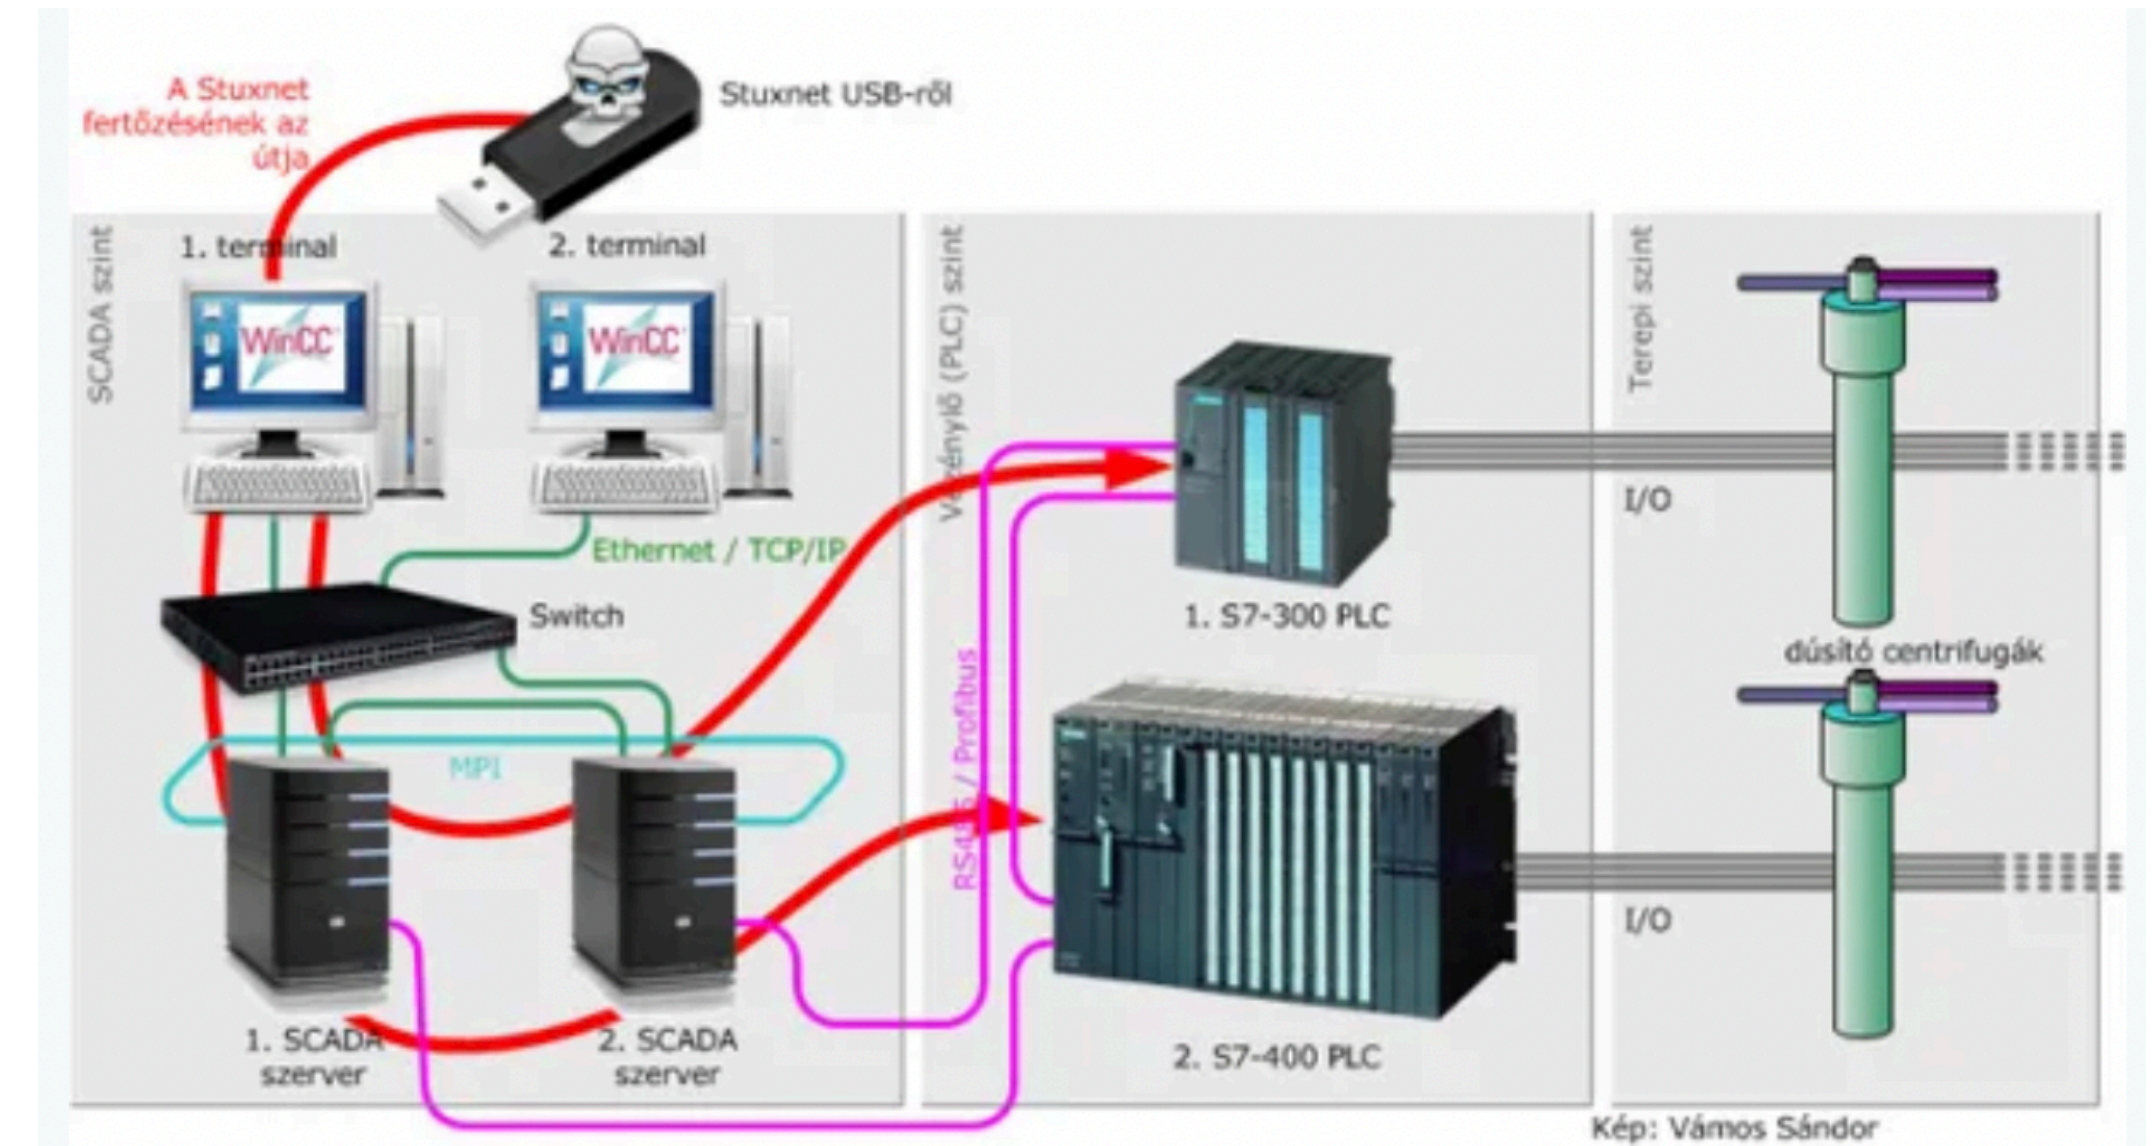 A Stuxnet
fertőzésének az
útja
Stuxnet USB-ről
SCADA szint
1. terminal
2. terminal
WinCC
WinCC
Ethernet / TCP/IP
Switch
MPI
1. SCADA
szerver
2. SCADA
szerver
Vezénylő (PLC) szint
RS485 / Profibus
1. S7-300 PLC
2. S7-400 PLC
Terepi szint
I/O
dúsító centrifugák
I/O
Kép: Vámos Sándor